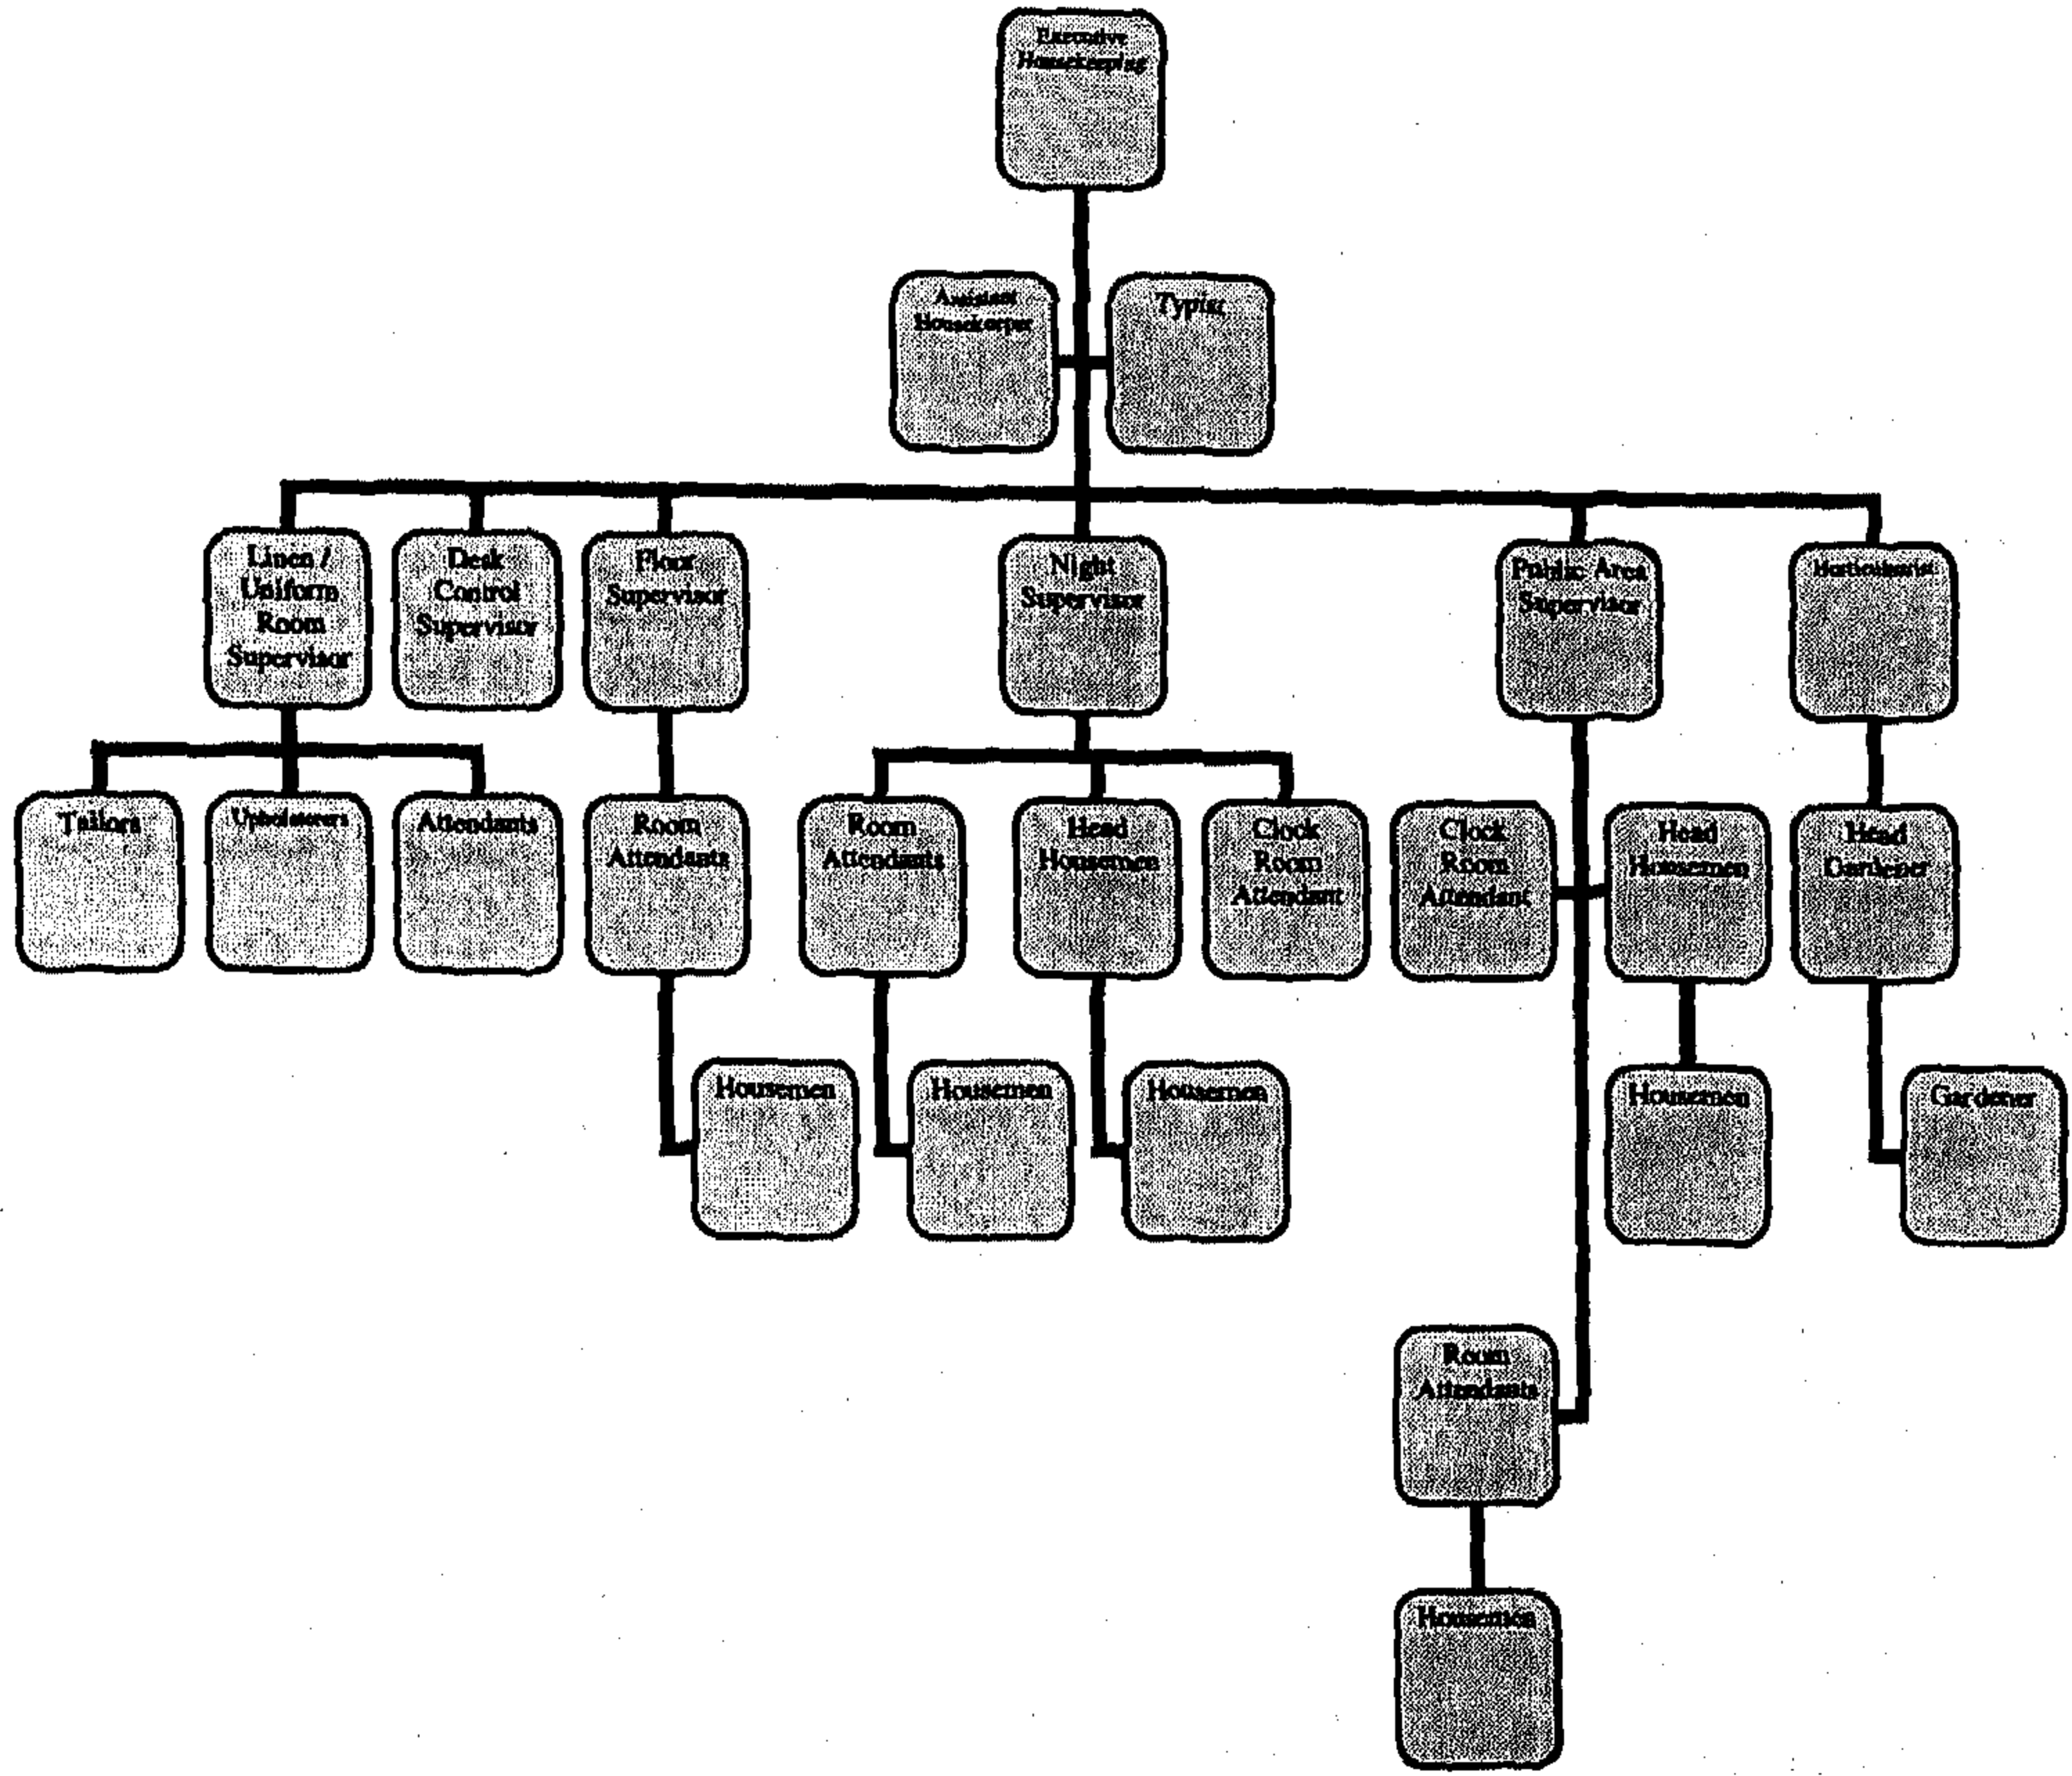 Executive
Housekeeping
Assistant
Housekeeper
Typist
Linen /
Uniform
Room
Supervisor
Desk
Control
Supervisor
Floor
Supervisor
Night
Supervisor
Public Area
Supervisor
Horticulturist
Tailors
Upholsterers
Attendants
Room
Attendants
Room
Attendants
Head
Housemen
Clock
Room
Attendant
Clock
Room
Attendant
Head
Housemen
Head
Gardener
Housemen
Housemen
Housemen
Housemen
Gardener
Room
Attendants
Housemen